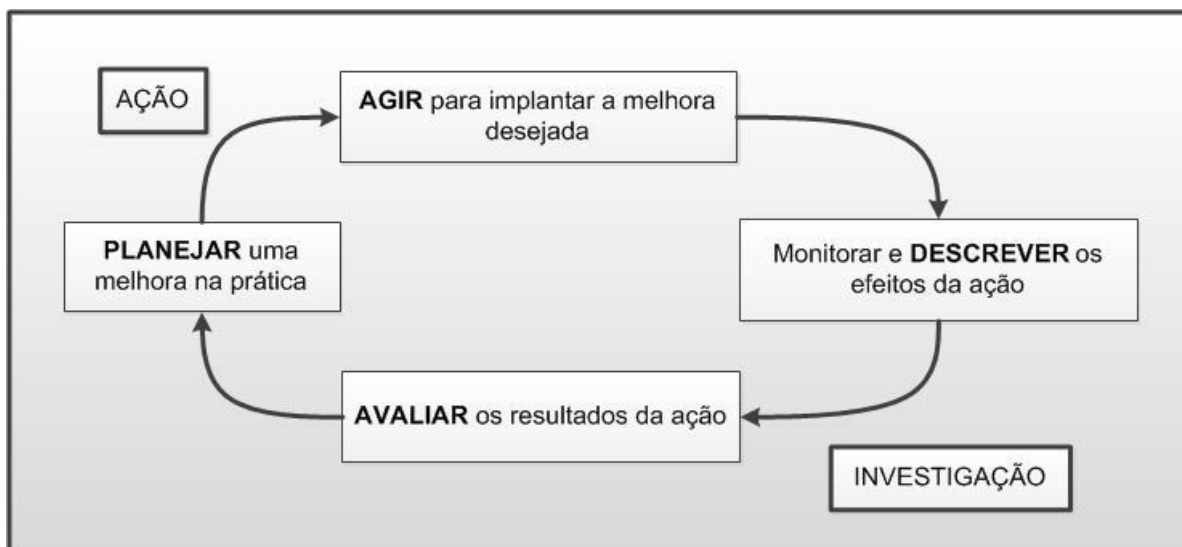 AÇÃO
AGIR para implantar a melhora
desejada
PLANEJAR uma
melhora na prática
Monitorar e DESCREVER os
efeitos da ação
AVALIAR os resultados da ação
INVESTIGAÇÃO